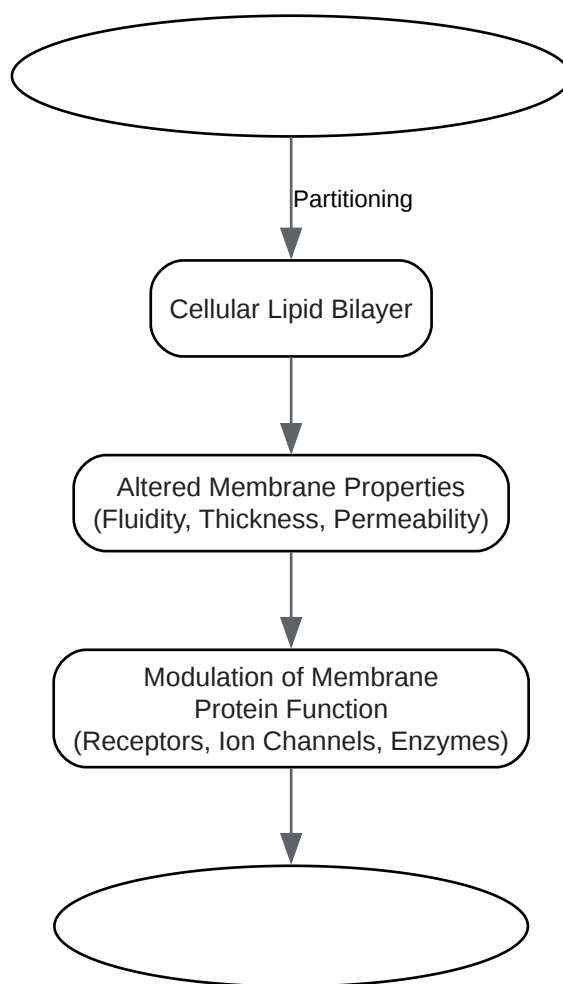 Partitioning
Cellular Lipid Bilayer
Altered Membrane Properties
(Fluidity, Thickness, Permeability)
Modulation of Membrane
Protein Function
(Receptors, Ion Channels, Enzymes)